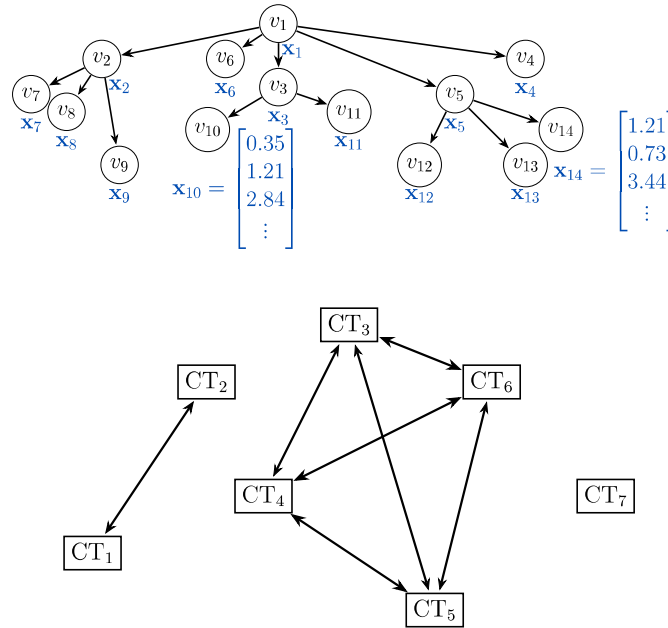 v₁
x₁
v₂
x₂
v₆
x₆
v₄
x₄
v₃
x₃
v₅
x₅
v₇
x₇
v₈
x₈
v₁₀
v₁₁
x₁₁
v₁₄
v₉
x₉
v₁₂
x₁₂
v₁₃
x₁₃
x₁₀ =
0.35
1.21
2.84
⋮
x₁₄ =
1.21
0.73
3.44
⋮
CT₃
CT₂
CT₆
CT₄
CT₇
CT₁
CT₅